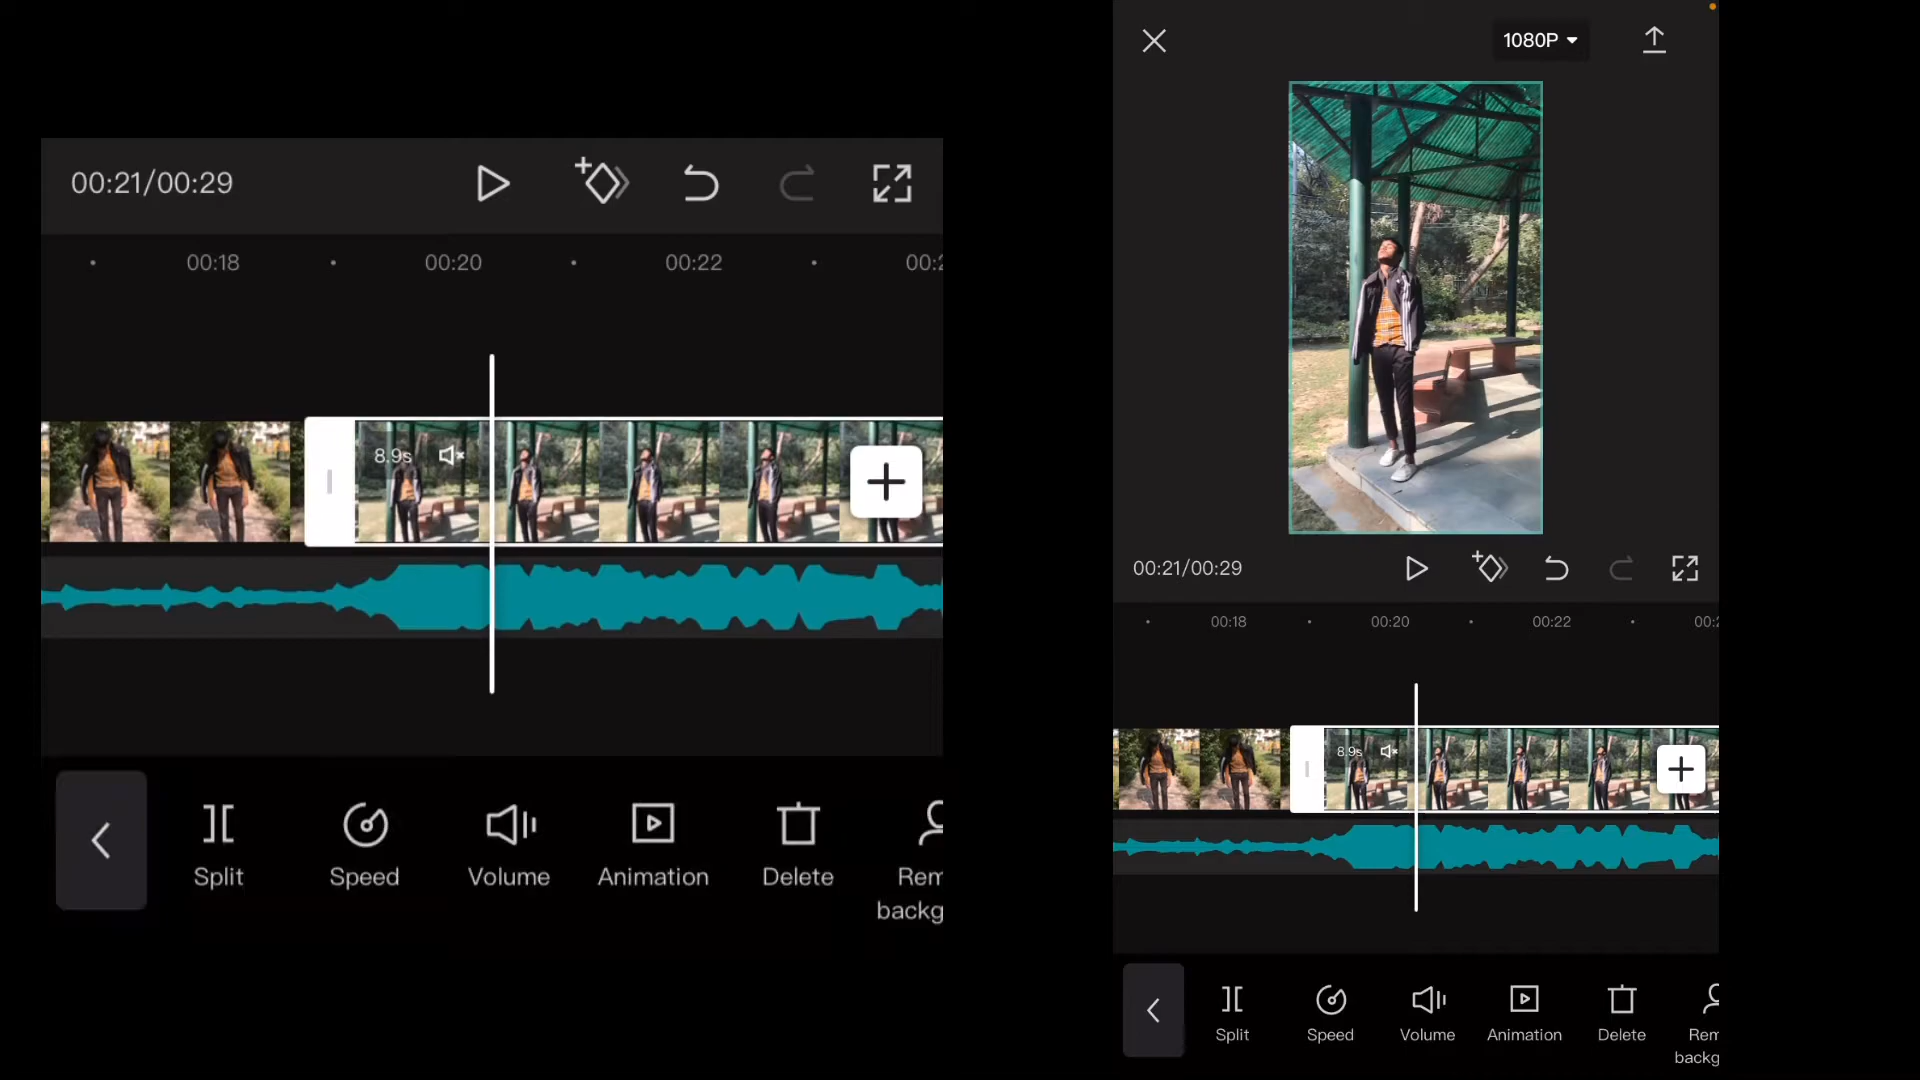 00:21/00:29
00:18
00:20
00:22
00:2
8.9s
Split
Speed
Volume
Animation
Delete
Rem
backg
1080P
00:21/00:29
00:18
00:20
00:22
00:2
8.9s
Split
Speed
Volume
Animation
Delete
Rem
backg